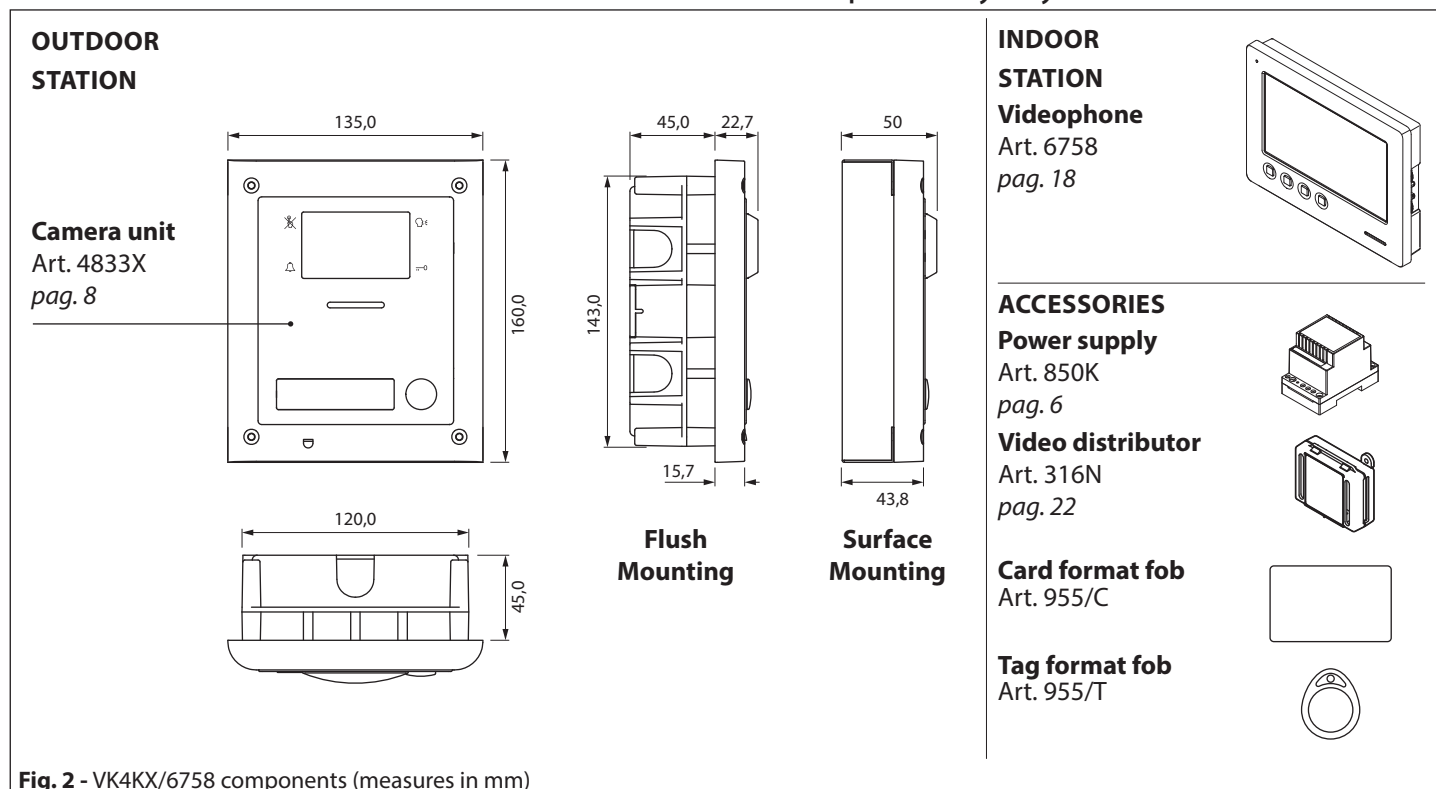 OUTDOOR
STATION
135,0
160,0
Camera unit
Art. 4833X
pag. 8
120,0
45,0
45,0
22,7
143,0
15,7
Flush
Mounting
50
43,8
Surface
Mounting
INDOOR
STATION
Videophone
Art. 6758
pag. 18
ACCESSORIES
Power supply
Art. 850K
pag. 6
Video distributor
Art. 316N
pag. 22
Card format fob
Art. 955/C
Tag format fob
Art. 955/T
Fig. 2 - VK4KX/6758 components (measures in mm)